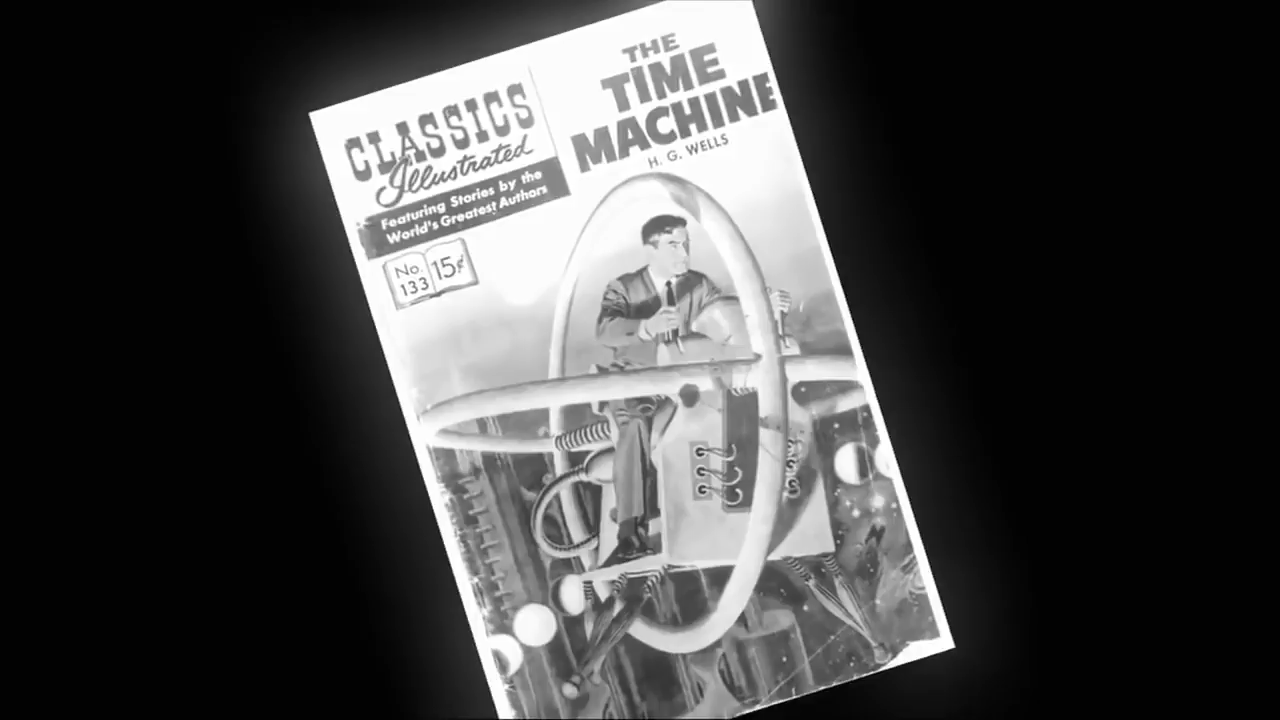 CLASSICS
Illustrated
Featuring Stories by the
World's Greatest Authors
No.
133
15¢
THE
TIME
MACHINE
H. G. WELLS